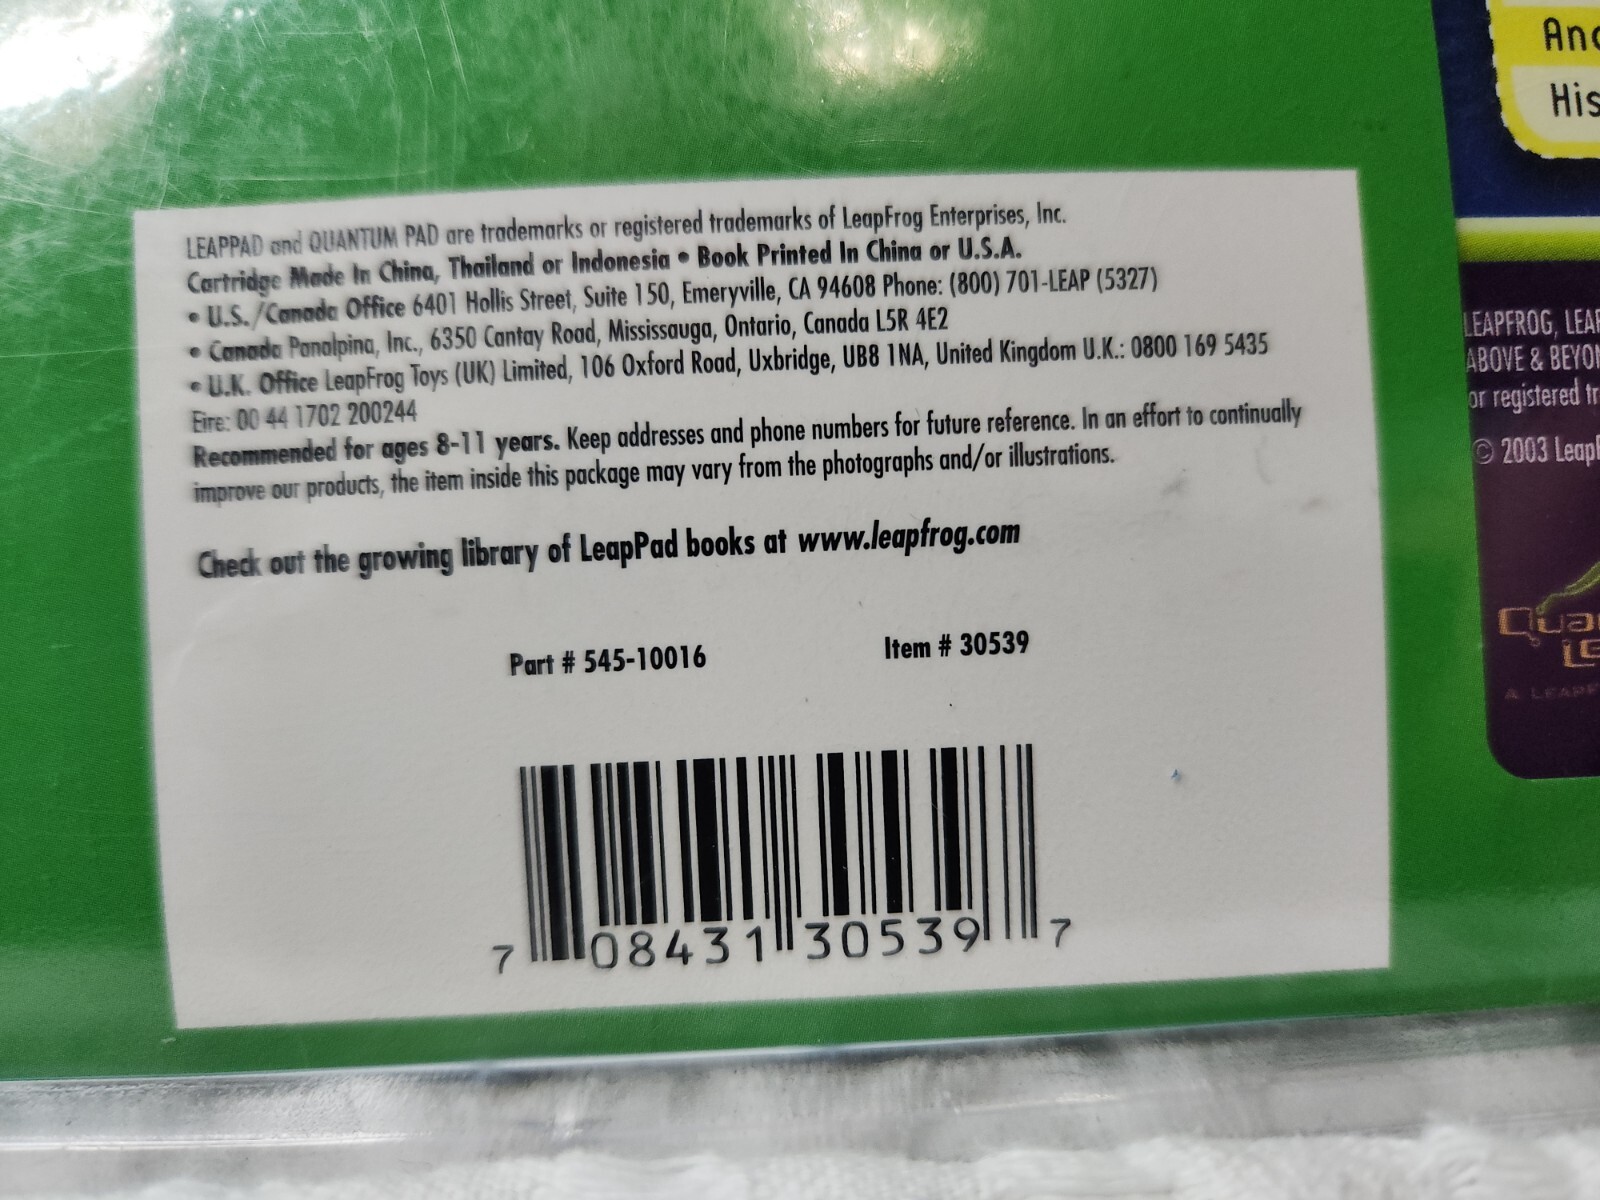 LEAPPAD and QUANTUM PAD are trademarks or registered trademarks of LeapFrog Enterprises, Inc.
Cartridge Made In China, Thailand or Indonesia • Book Printed In China or U.S.A.
• U.S./Canada Office 6401 Hollis Street, Suite 150, Emeryville, CA 94608 Phone: (800) 701-LEAP (5327)
• Canada Panalpina, Inc., 6350 Cantay Road, Mississauga, Ontario, Canada L5R 4E2
• U.K. Office LeapFrog Toys (UK) Limited, 106 Oxford Road, Uxbridge, UB8 1NA, United Kingdom U.K.: 0800 169 5435
Eire: 00 44 1702 200244
Recommended for ages 8-11 years. Keep addresses and phone numbers for future reference. In an effort to continually
improve our products, the item inside this package may vary from the photographs and/or illustrations.
Check out the growing library of LeapPad books at www.leapfrog.com
Part # 545-10016 Item # 30539
7 08431 30539 7
His
LEAPFROG,
ABOVE &
or registered
© 2003
A